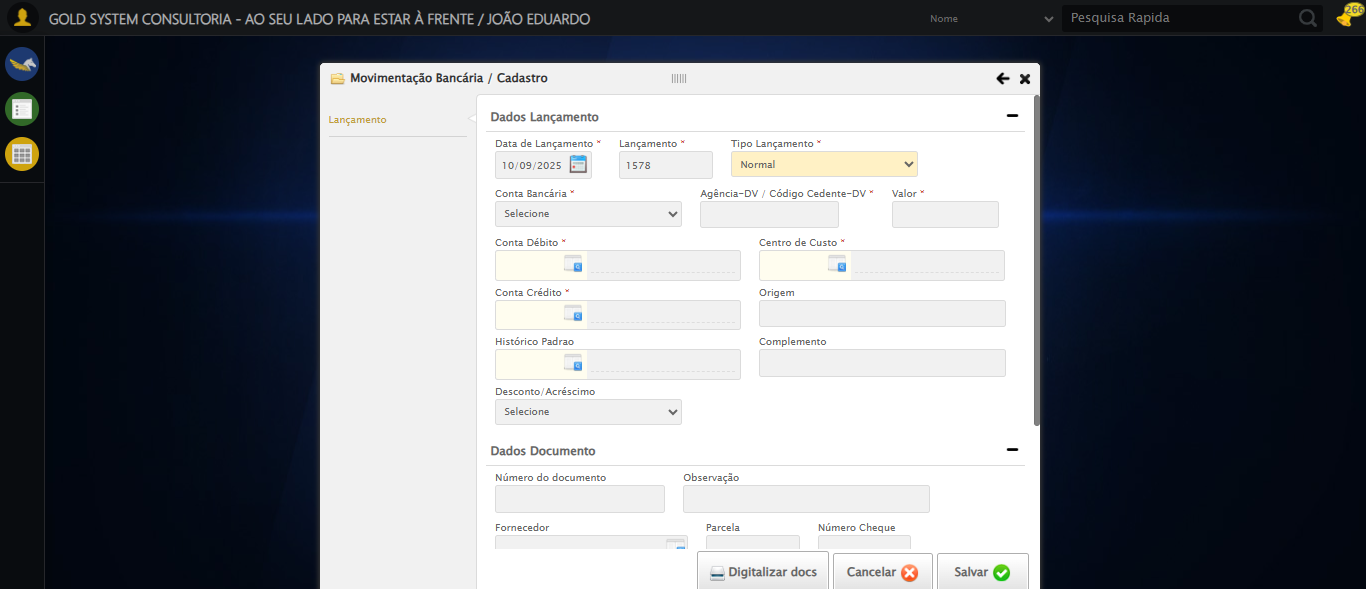 GOLD SYSTEM CONSULTORIA - AO SEU LADO PARA ESTAR À FRENTE / JOÃO EDUARDO
Nome
Pesquisa Rapida
266
Movimentação Bancária / Cadastro
Lançamento
Dados Lançamento
Data de Lançamento * Lançamento * Tipo Lançamento *
10/09/2025 1578 Normal
Conta Bancária * Agência-DV / Código Cedente-DV * Valor *
Selecione
Conta Débito * Centro de Custo *
Conta Crédito * Origem
Histórico Padrao Complemento
Desconto/Acréscimo
Selecione
Dados Documento
Número do documento Observação
Fornecedor Parcela Número Cheque
Digitalizar docs Cancelar Salvar